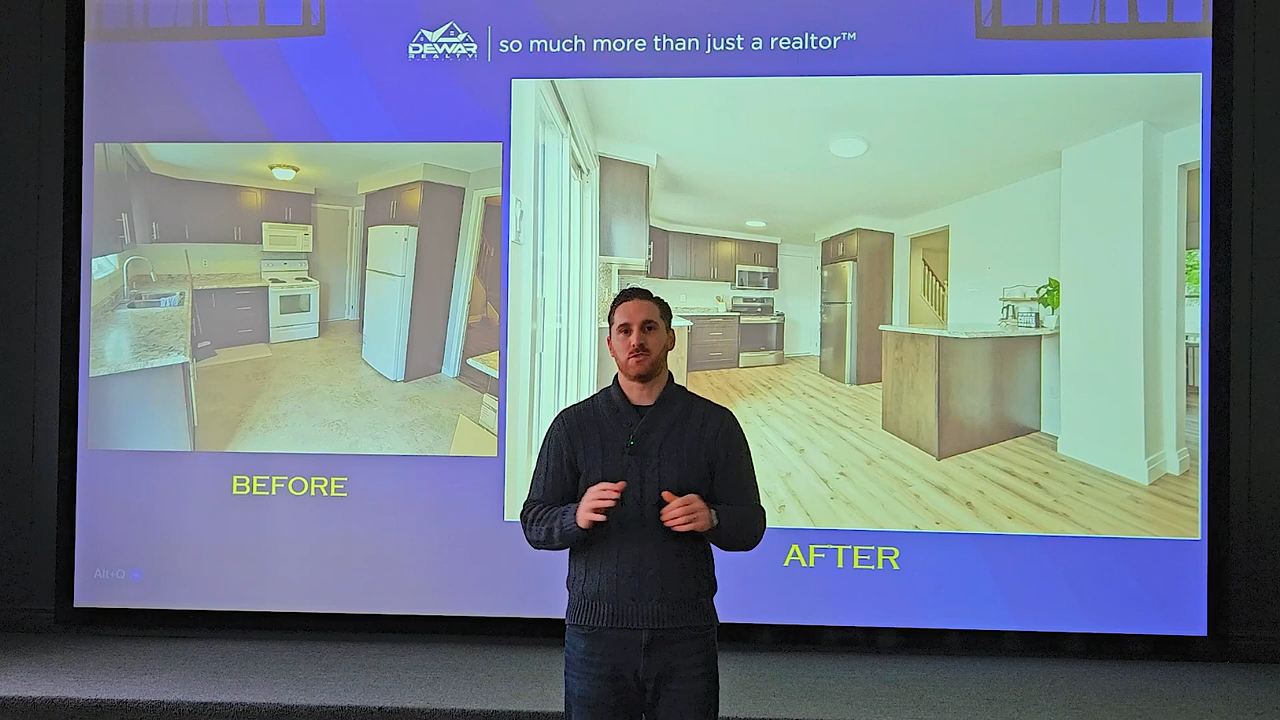 DEWAR
REALTY
so much more than just a realtor™
BEFORE
AFTER
Alt+Q